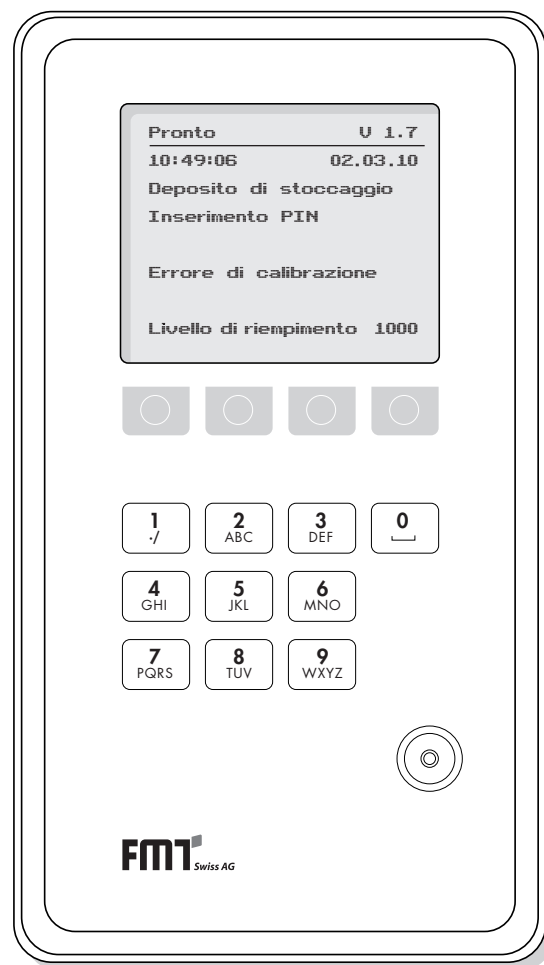 Pronto V 1.7
10:49:06 02.03.10
Deposito di stoccaggio
Inserimento PIN
Errore di calibrazione
Livello di riempimento 1000
1 2 3 0
./ ABC DEF
4 5 6
GHI JKL MNO
7 8 9
PQRS TUV WXYZ
FMT Swiss AG